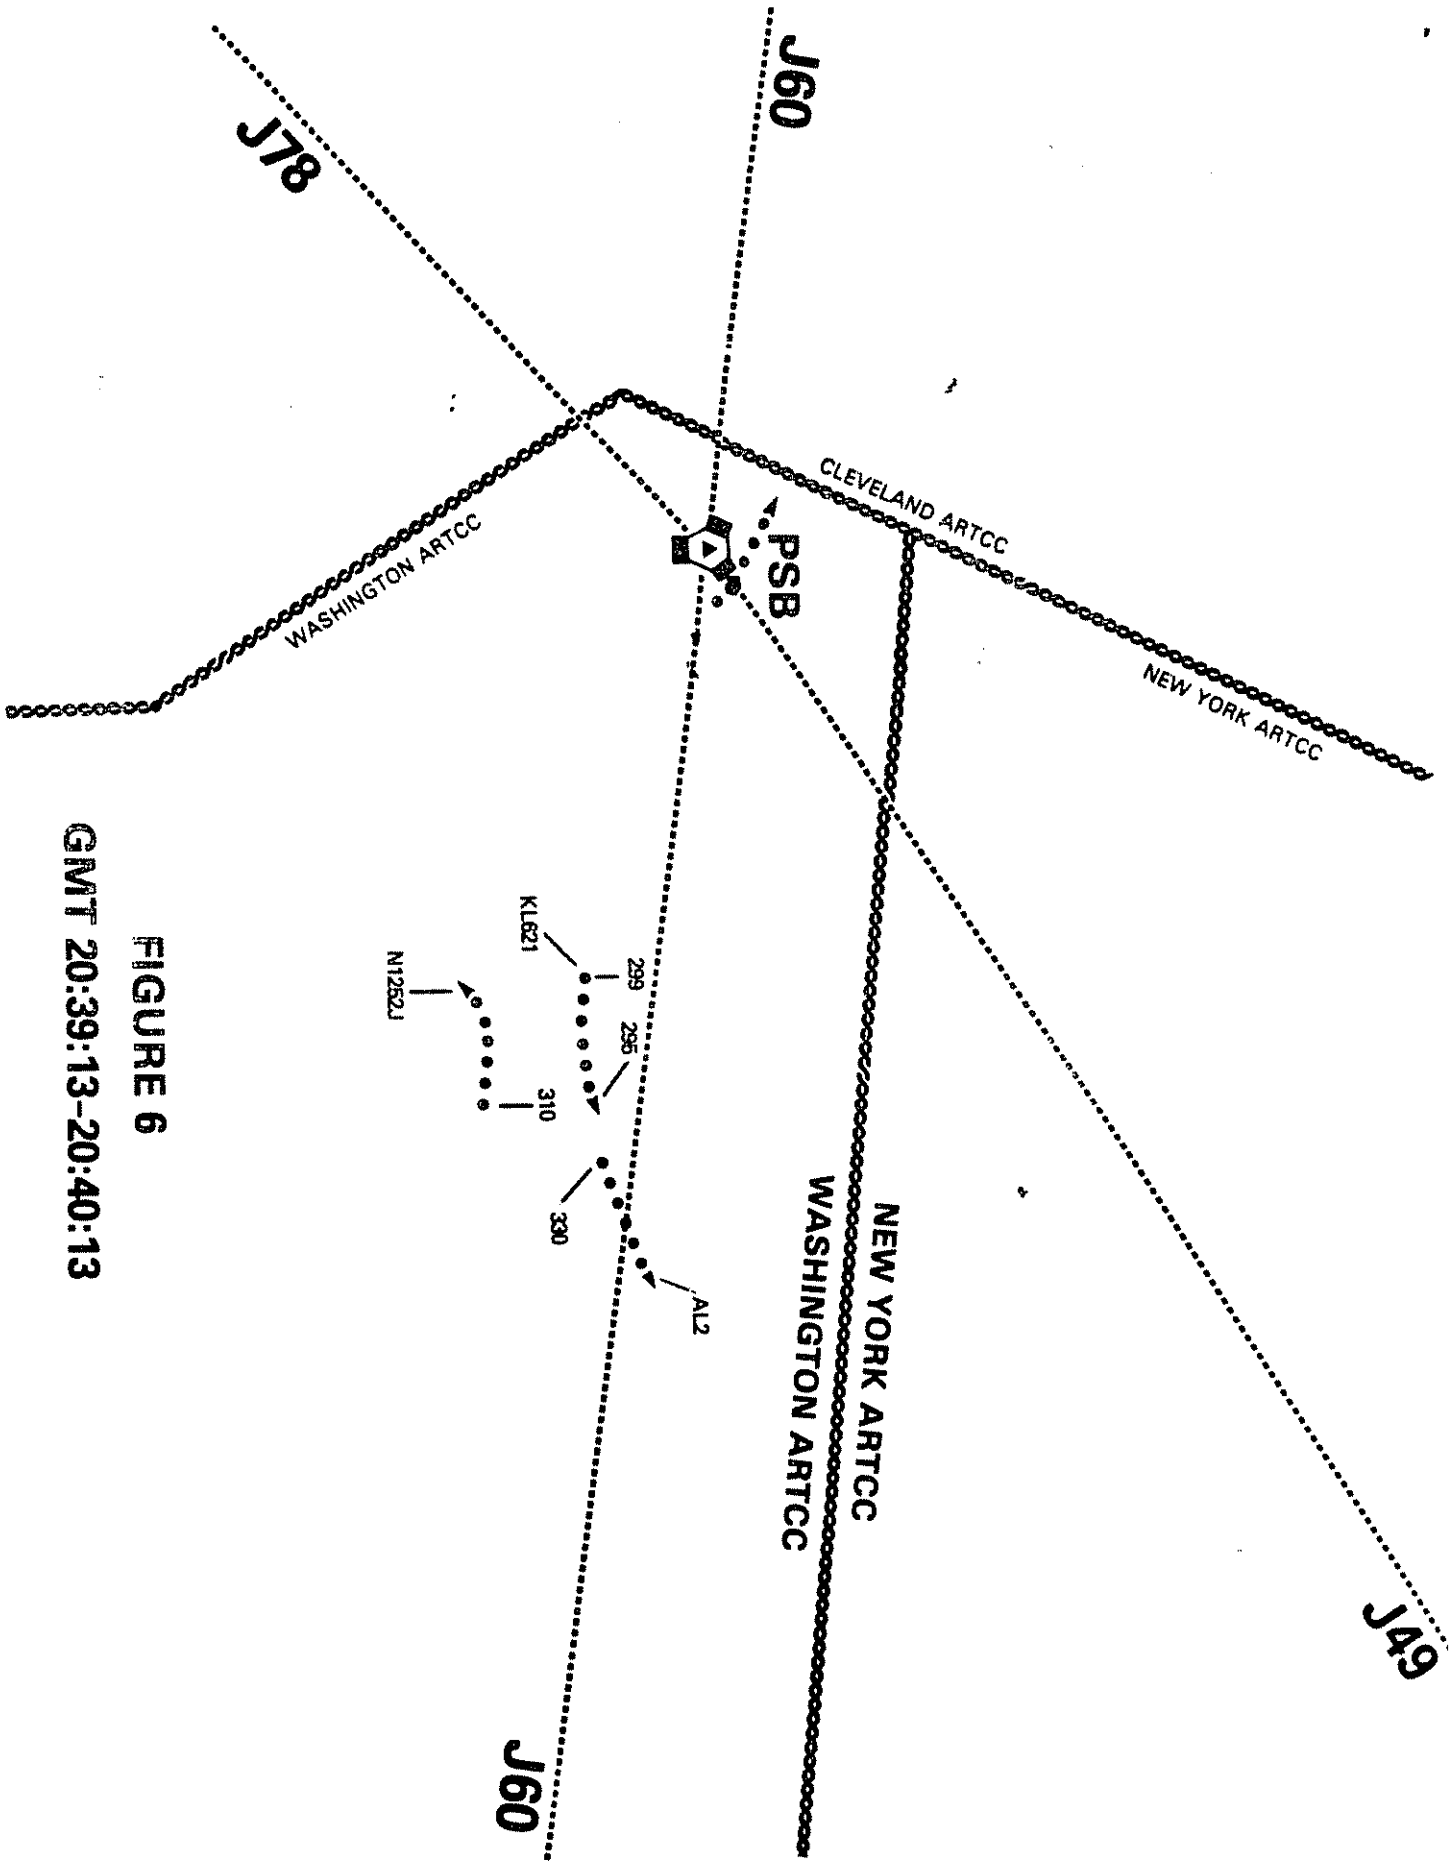 J60
J78
CLEVELAND ARTCC
NEW YORK ARTCC
PSB
WASHINGTON ARTCC
J49
NEW YORK ARTCC
WASHINGTON ARTCC
299
295
KL621
310
N1252J
330
AL2
J60
FIGURE 6
GMT 20:39:13-20:40:13